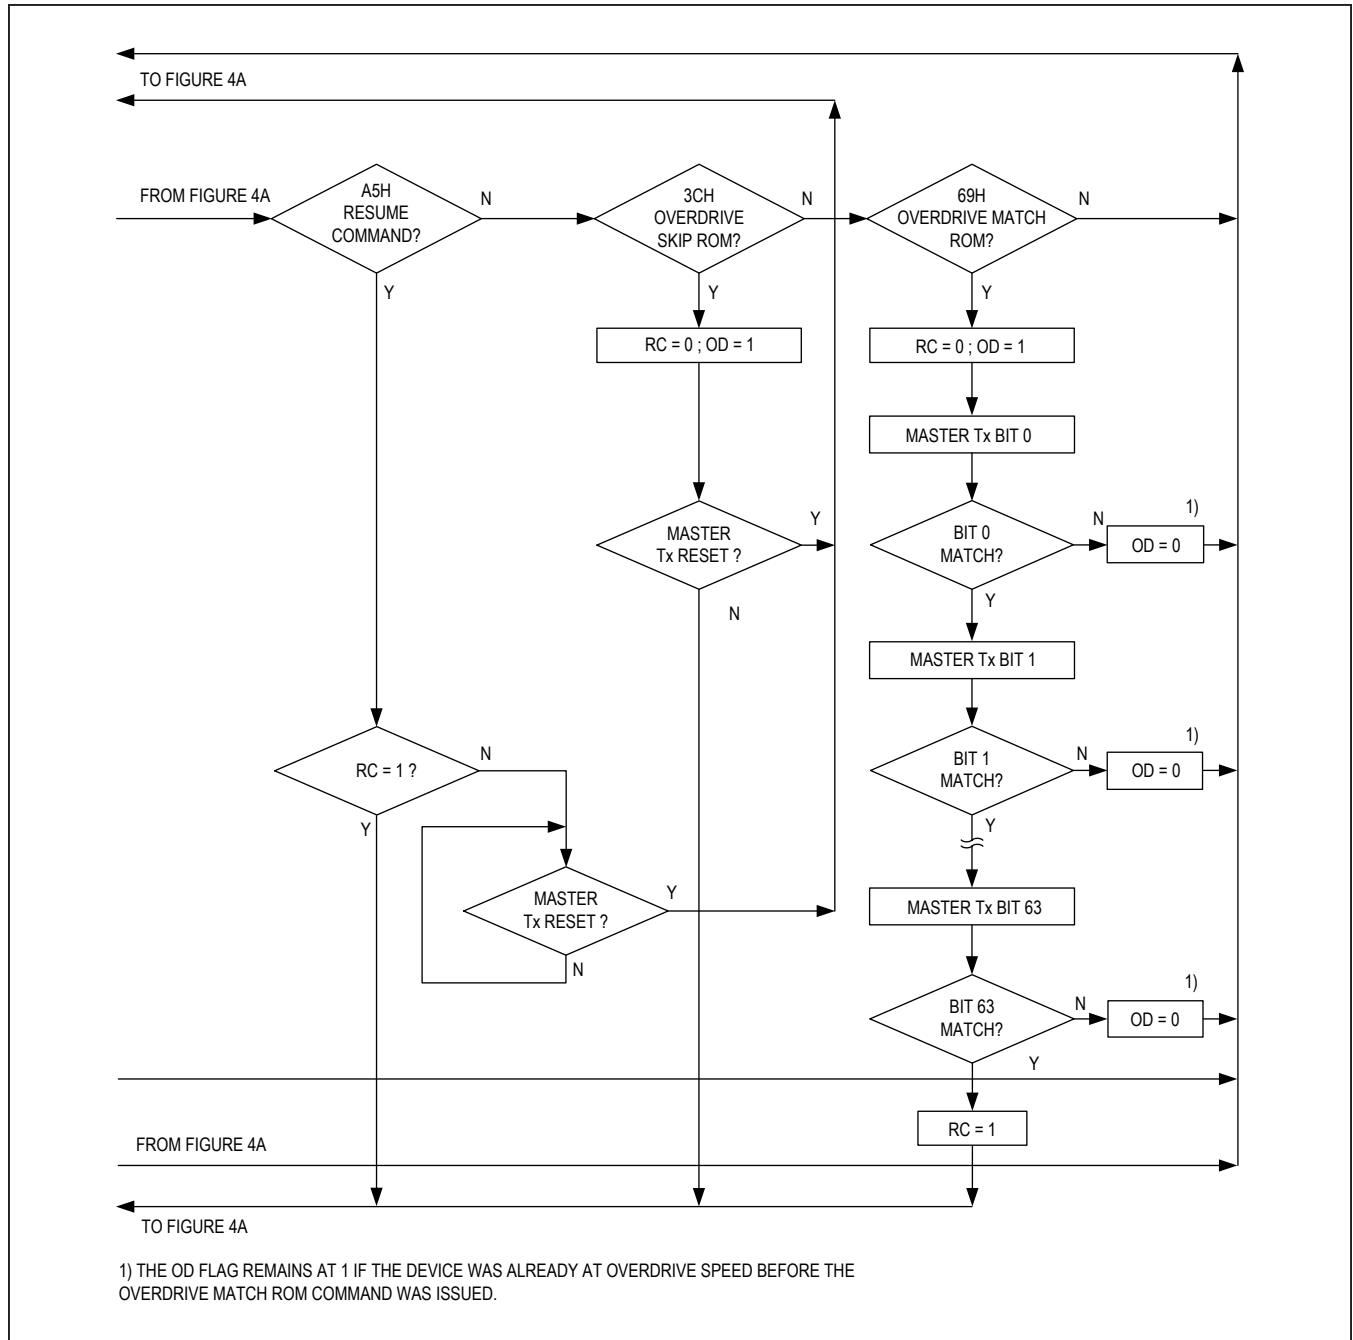 TO FIGURE 4A
FROM FIGURE 4A
A5H
RESUME
COMMAND?
N
3CH
OVERDRIVE
SKIP ROM?
N
69H
OVERDRIVE MATCH
ROM?
N
Y
Y
Y
RC = 0 ; OD = 1
RC = 0 ; OD = 1
MASTER Tx BIT 0
MASTER
Tx RESET ?
Y
N
BIT 0
MATCH?
N
1)
OD = 0
Y
MASTER Tx BIT 1
RC = 1 ?
N
Y
BIT 1
MATCH?
N
1)
OD = 0
Y
MASTER
Tx RESET ?
Y
N
MASTER Tx BIT 63
BIT 63
MATCH?
N
1)
OD = 0
Y
RC = 1
FROM FIGURE 4A
TO FIGURE 4A
1) THE OD FLAG REMAINS AT 1 IF THE DEVICE WAS ALREADY AT OVERDRIVE SPEED BEFORE THE
OVERDRIVE MATCH ROM COMMAND WAS ISSUED.